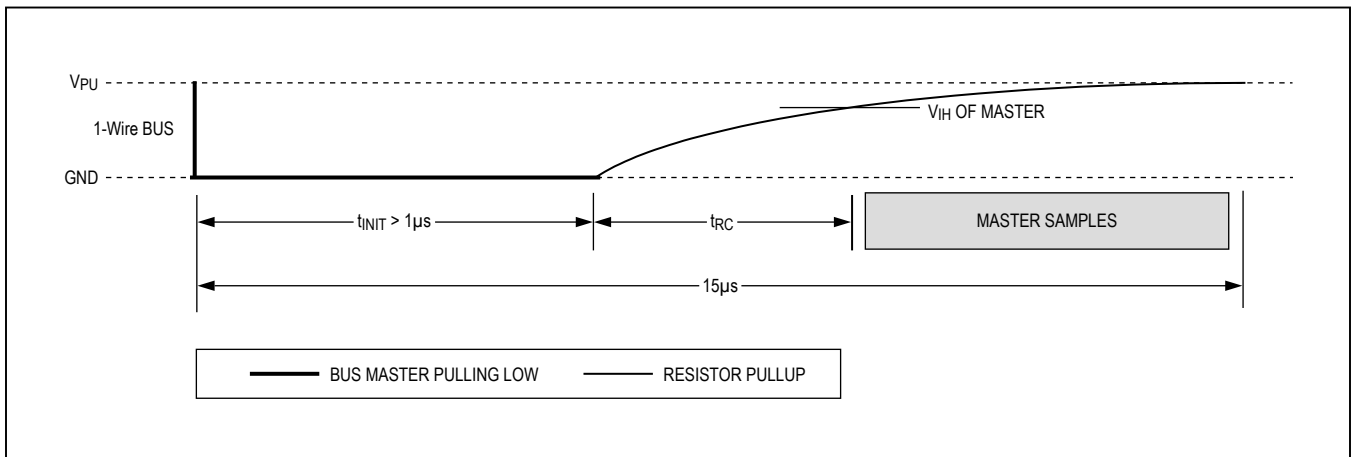 VPU
1-Wire BUS
VIH OF MASTER
GND
tINIT > 1µs
tRC
MASTER SAMPLES
15µs
BUS MASTER PULLING LOW
RESISTOR PULLUP